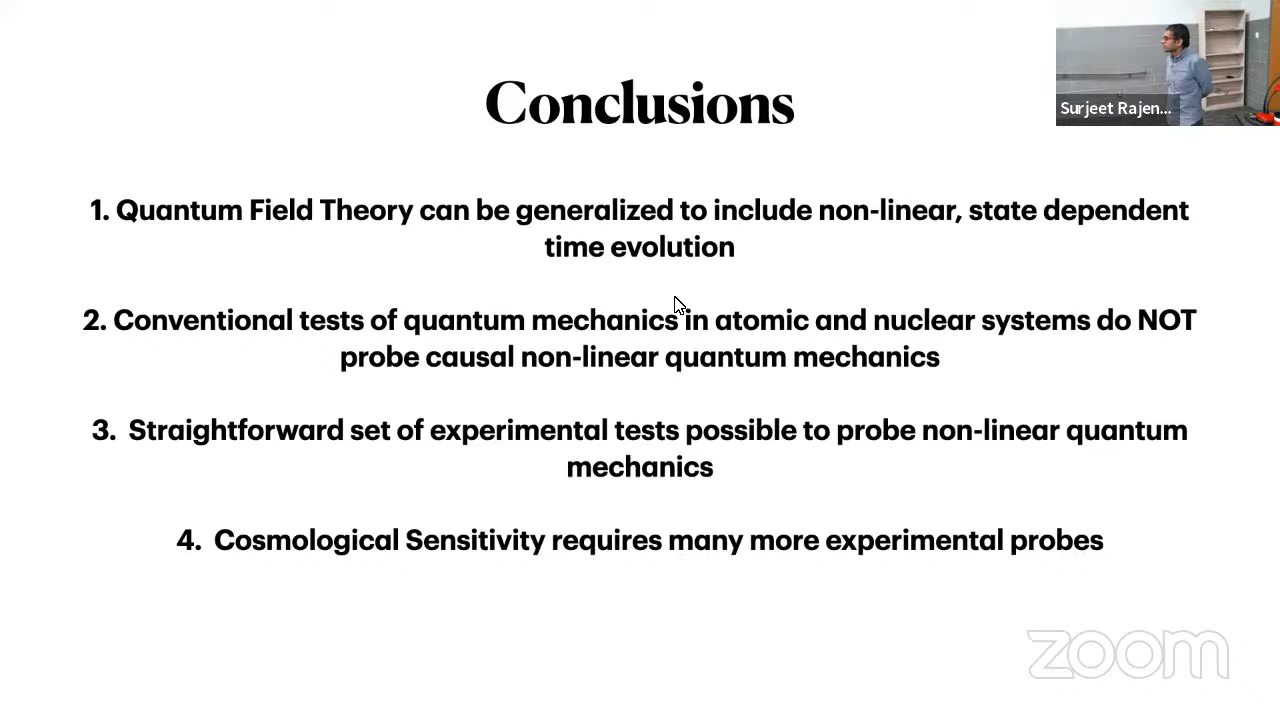 Conclusions
Surjeet Rajen...
1. Quantum Field Theory can be generalized to include non-linear, state dependent
time evolution
2. Conventional tests of quantum mechanics in atomic and nuclear systems do NOT
probe causal non-linear quantum mechanics
3. Straightforward set of experimental tests possible to probe non-linear quantum
mechanics
4. Cosmological Sensitivity requires many more experimental probes
zoom